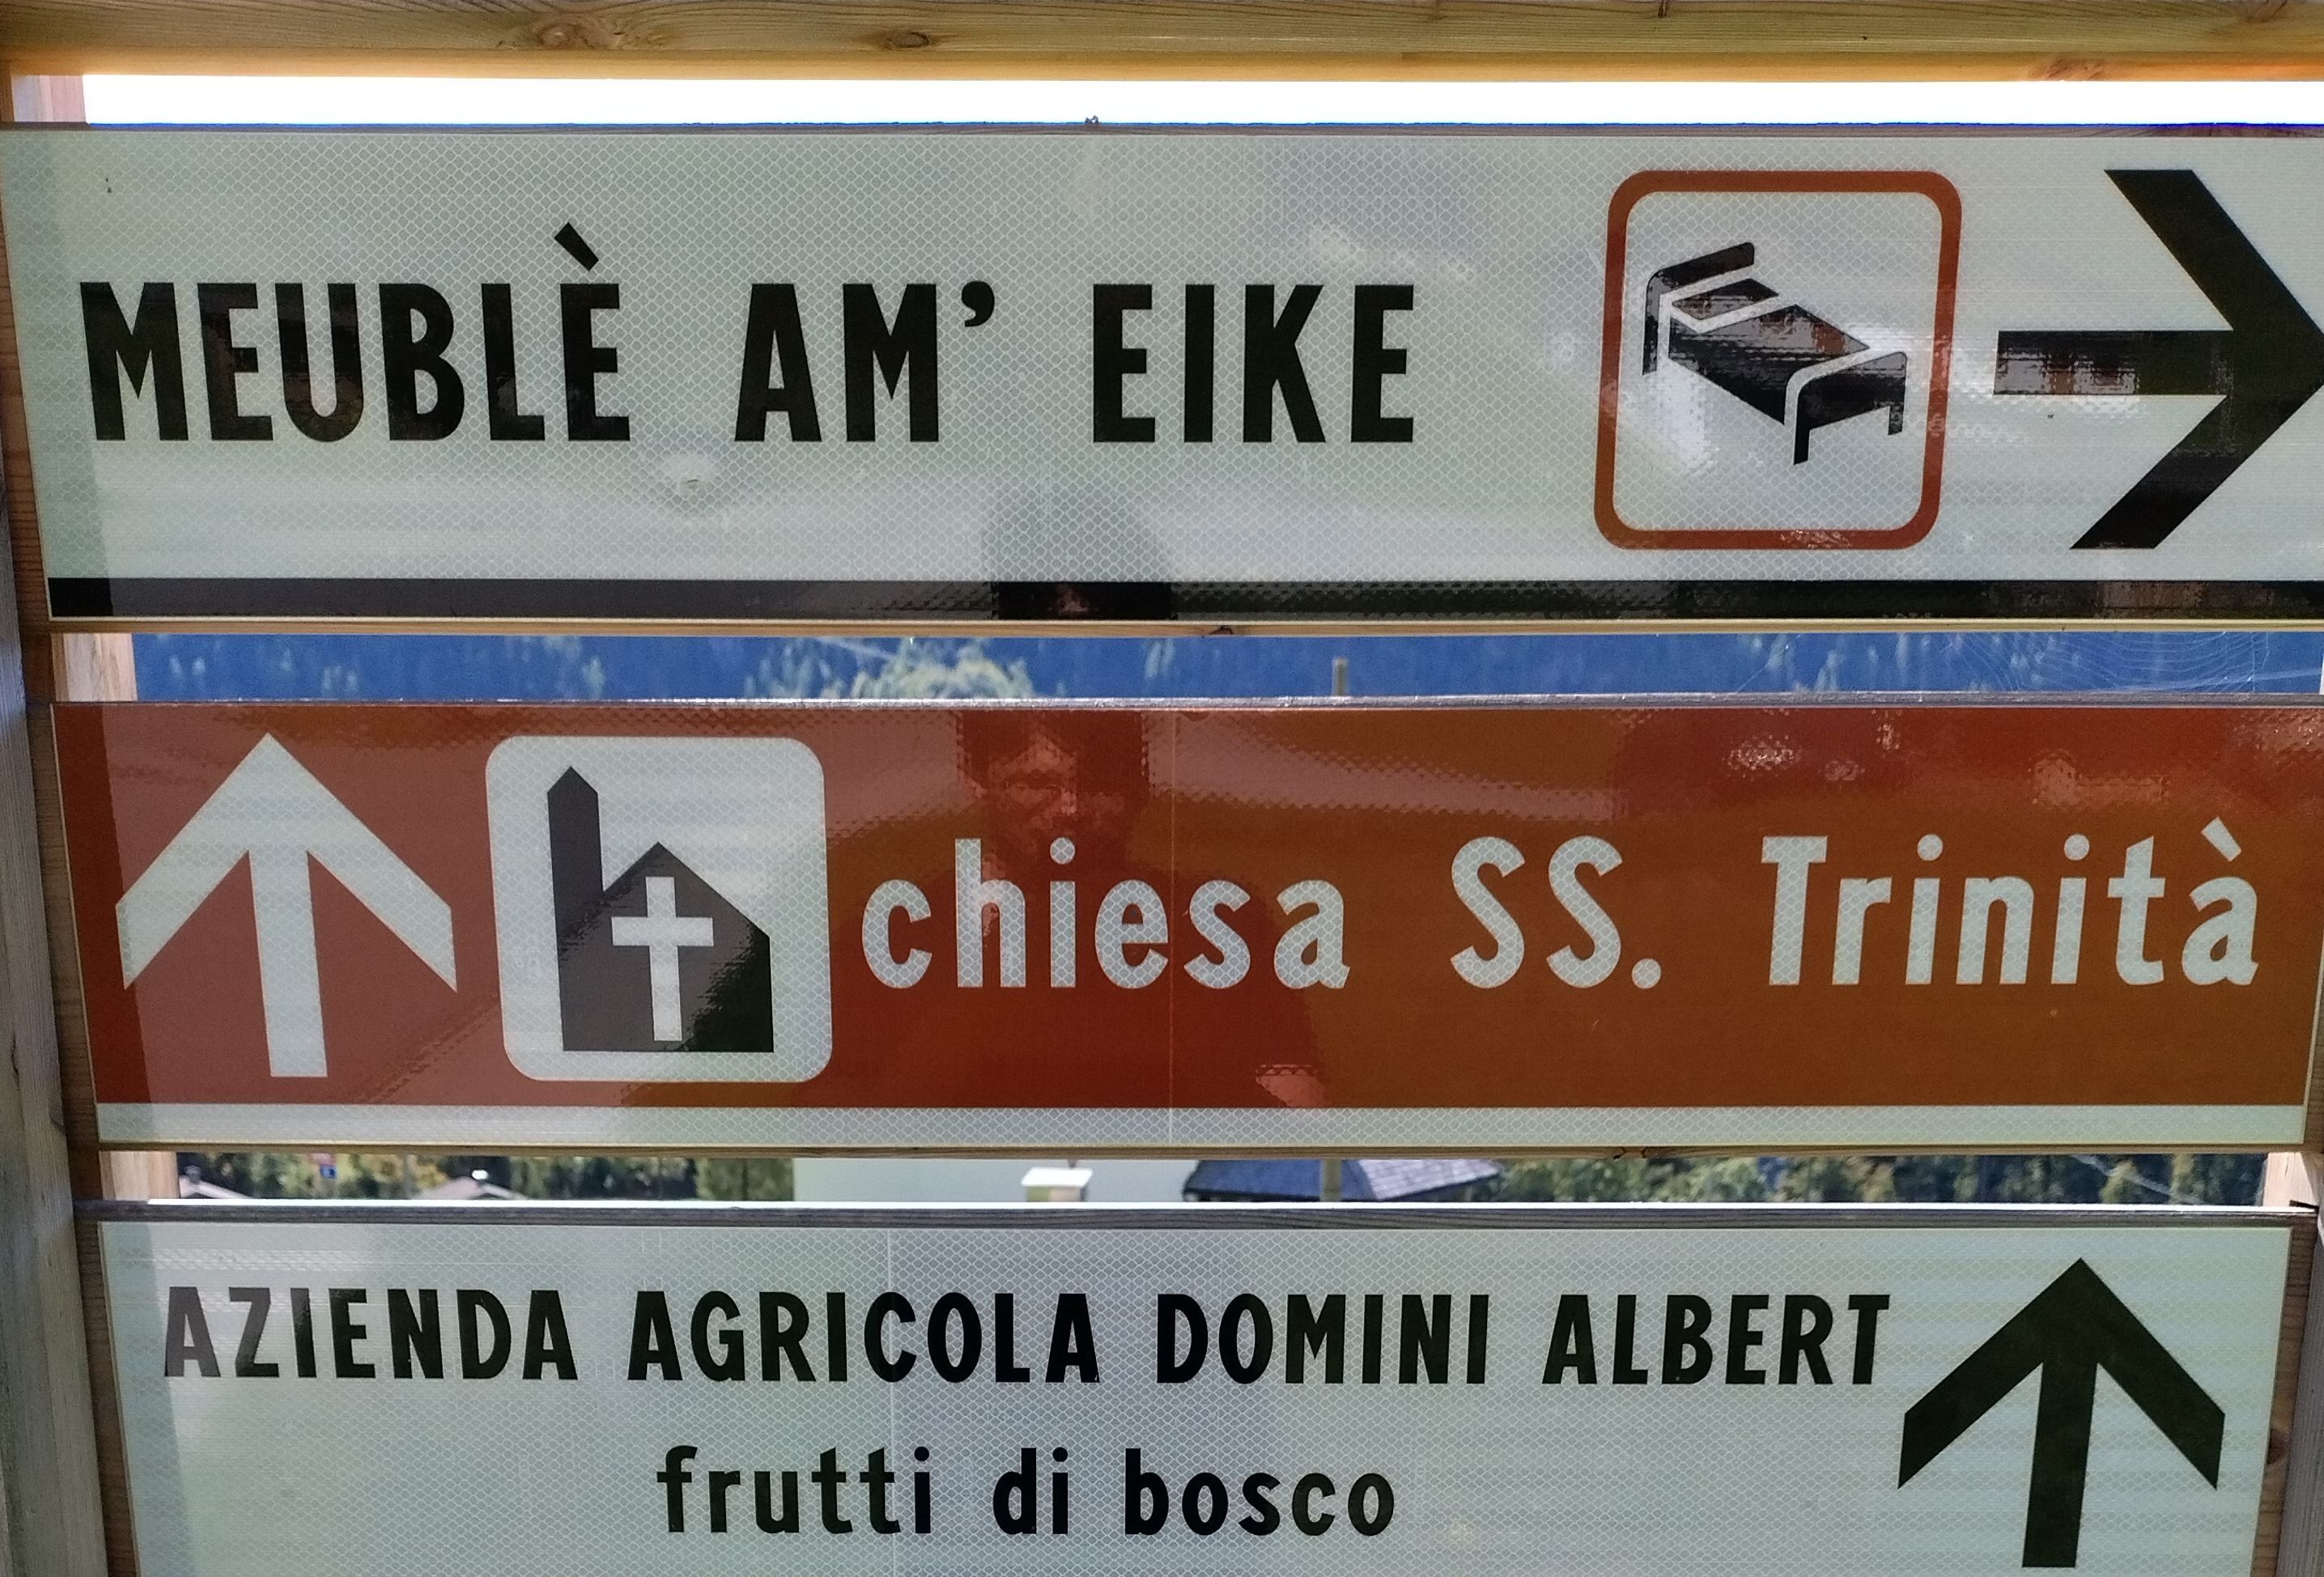 MEUBLÈ AM' EIKE
chiesa SS. Trinità
AZIENDA AGRICOLA DOMINI ALBERT
frutti di bosco